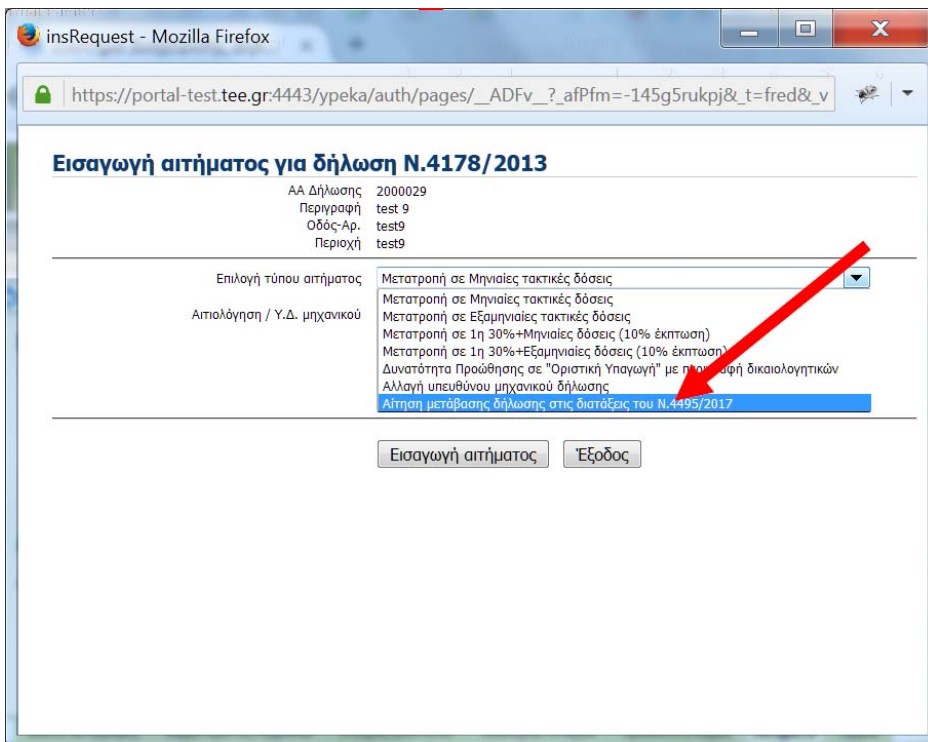 insRequest - Mozilla Firefox
https://portal-test.tee.gr:4443/ypeka/auth/pages/__ADFv__?_afPfm=-145g5rukpj&_t=fred&_v
Εισαγωγή αιτήματος για δήλωση Ν.4178/2013
ΑΑ Δήλωσης 2000029
Περιγραφή test 9
Οδός-Αρ. test9
Περιοχή test9
Επιλογή τύπου αιτήματος Μετατροπή σε Μηνιαίες τακτικές δόσεις
Μετατροπή σε Μηνιαίες τακτικές δόσεις
Αιτιολόγηση / Υ.Δ. μηχανικού Μετατροπή σε Εξαμηνιαίες τακτικές δόσεις
Μετατροπή σε 1η 30%+Μηνιαίες δόσεις (10% έκπτωση)
Μετατροπή σε 1η 30%+Εξαμηνιαίες δόσεις (10% έκπτωση)
Δυνατότητα Προώθησης σε "Οριστική Υπαγωγή" με δικαιολογητικών
Αλλαγή υπευθύνου μηχανικού δήλωσης
Αίτηση μετάβασης δήλωσης στις διατάξεις του Ν.4495/2017
Εισαγωγή αιτήματος Έξοδος